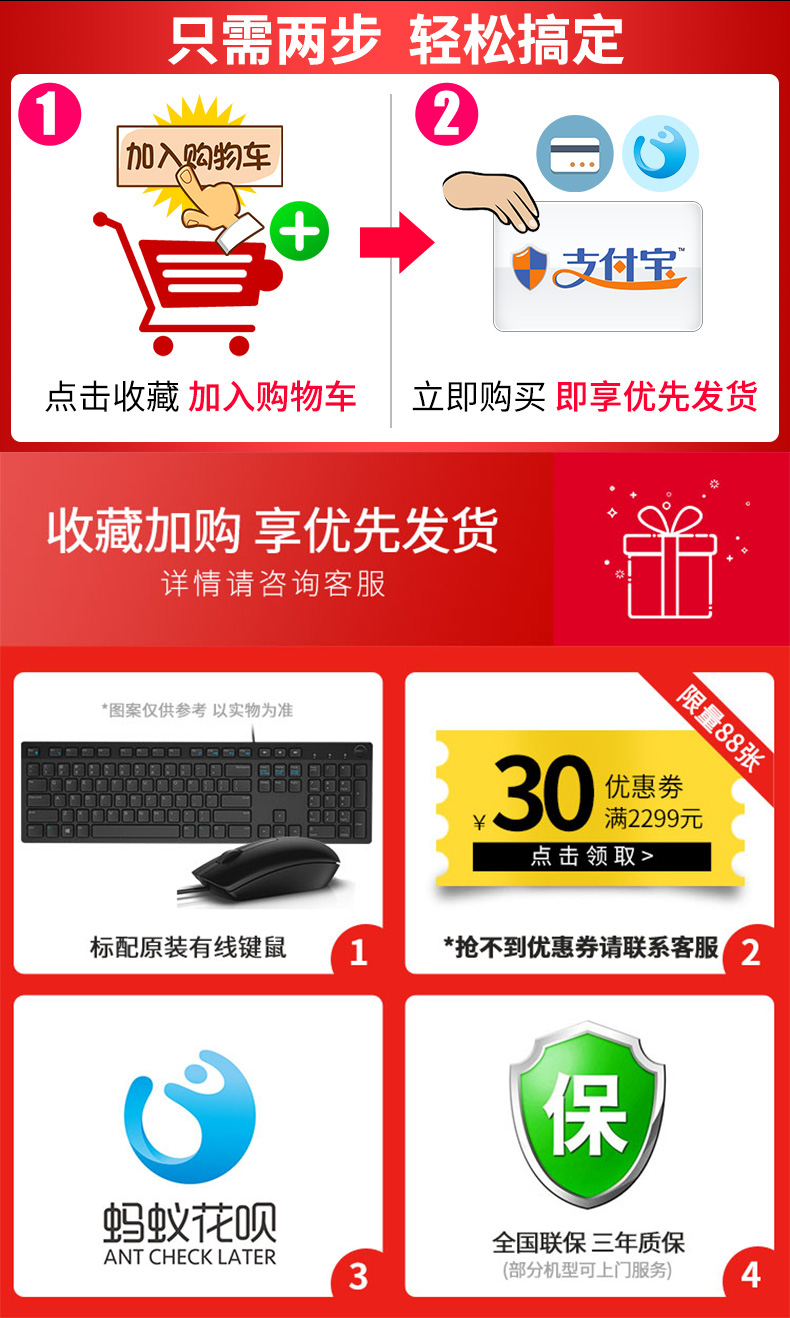 只需两步 轻松搞定
1
加入购物车
点击收藏 加入购物车
2
支付宝™
立即购买 即享优先发货
收藏加购 享优先发货
详情请咨询客服
*图案仅供参考 以实物为准
标配原装有线键鼠
1
限量88张
¥30 优惠券
满2299元
点击领取>
*抢不到优惠券请联系客服
2
蚂蚁花呗
ANT CHECK LATER
3
保
全国联保 三年质保
(部分机型可上门服务)
4